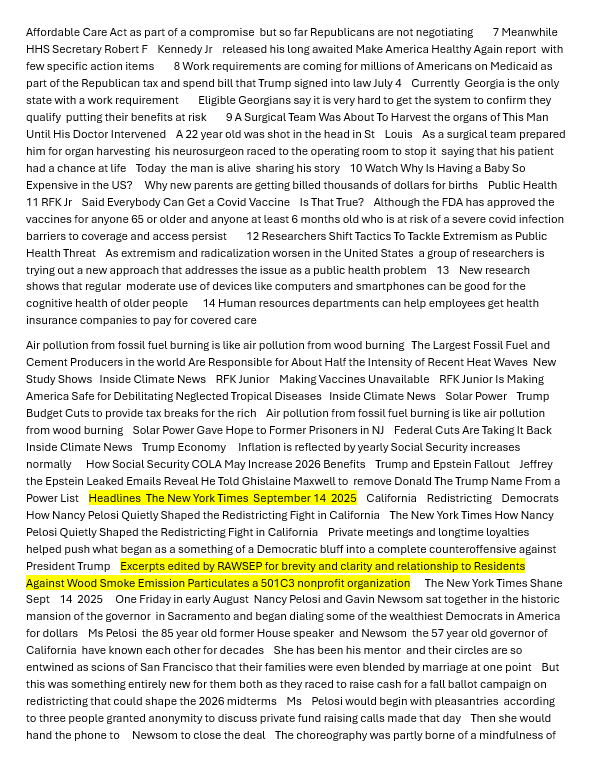 Affordable Care Act as part of a compromise but so far Republicans are not negotiating 7 Meanwhile
HHS Secretary Robert F Kennedy Jr released his long awaited Make America Healthy Again report with
few specific action items 8 Work requirements are coming for millions of Americans on Medicaid as
part of the Republican tax and spend bill that Trump signed into law July 4 Currently Georgia is the only
state with a work requirement Eligible Georgians say it is very hard to get the system to confirm they
qualify putting their benefits at risk 9 A Surgical Team Was About To Harvest the organs of This Man
Until His Doctor Intervened A 22 year old was shot in the head in St Louis As a surgical team prepared
him for organ harvesting his neurosurgeon raced to the operating room to stop it saying that his patient
had a chance at life Today the man is alive sharing his story 10 Watch Why Is Having a Baby So
Expensive in the US? Why new parents are getting billed thousands of dollars for births Public Health
11 RFK Jr Said Everybody Can Get a Covid Vaccine Is That True? Although the FDA has approved the
vaccines for anyone 65 or older and anyone at least 6 months old who is at risk of a severe covid infection
barriers to coverage and access persist 12 Researchers Shift Tactics To Tackle Extremism as Public
Health Threat As extremism and radicalization worsen in the United States a group of researchers is
trying out a new approach that addresses the issue as a public health problem 13 New research
shows that regular moderate use of devices like computers and smartphones can be good for the
cognitive health of older people 14 Human resources departments can help employees get health
insurance companies to pay for covered care
Air pollution from fossil fuel burning is like air pollution from wood burning The Largest Fossil Fuel and
Cement Producers in the world Are Responsible for About Half the Intensity of Recent Heat Waves New
Study Shows Inside Climate News RFK Junior Making Vaccines Unavailable RFK Junior Is Making
America Safe for Debilitating Neglected Tropical Diseases Inside Climate News Solar Power Trump
Budget Cuts to provide tax breaks for the rich Air pollution from fossil fuel burning is like air pollution
from wood burning Solar Power Gave Hope to Former Prisoners in NJ Federal Cuts Are Taking It Back
Inside Climate News Trump Economy Inflation is reflected by yearly Social Security increases
normally How Social Security COLA May Increase 2026 Benefits Trump and Epstein Fallout Jeffrey
the Epstein Leaked Emails Reveal He Told Ghislaine Maxwell to remove Donald The Trump Name From a
Power List Headlines The New York Times September 14 2025 California Redistricting Democrats
How Nancy Pelosi Quietly Shaped the Redistricting Fight in California The New York Times How Nancy
Pelosi Quietly Shaped the Redistricting Fight in California Private meetings and longtime loyalties
helped push what began as a something of a Democratic bluff into a complete counteroffensive against
President Trump Excerpts edited by RAWSEP for brevity and clarity and relationship to Residents
Against Wood Smoke Emission Particulates a 501C3 nonprofit organization The New York Times Shane
Sept 14 2025 One Friday in early August Nancy Pelosi and Gavin Newsom sat together in the historic
mansion of the governor in Sacramento and began dialing some of the wealthiest Democrats in America
for dollars Ms Pelosi the 85 year old former House speaker and Newsom the 57 year old governor of
California have known each other for decades She has been his mentor and their circles are so
entwined as scions of San Francisco that their families were even blended by marriage at one point But
this was something entirely new for them both as they raced to raise cash for a fall ballot campaign on
redistricting that could shape the 2026 midterms Ms Pelosi would begin with pleasantries according
to three people granted anonymity to discuss private fund raising calls made that day Then she would
hand the phone to Newsom to close the deal The choreography was partly borne of a mindfulness of